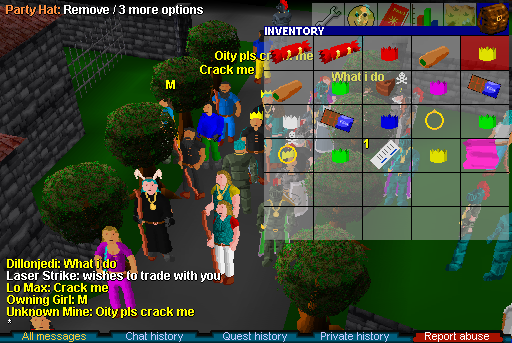 Party Hat: Remove / 3 more options
INVENTORY
Oity pls crack me
Crack me
What i do
M
1
Dillonjedi: What i do
Laser Strike: wishes to trade with you
Lo Max: Crack me
Owning Girl: M
Unknown Mine: Oity pls crack me
*
All messages
Chat history
Quest history
Private history
Report abuse